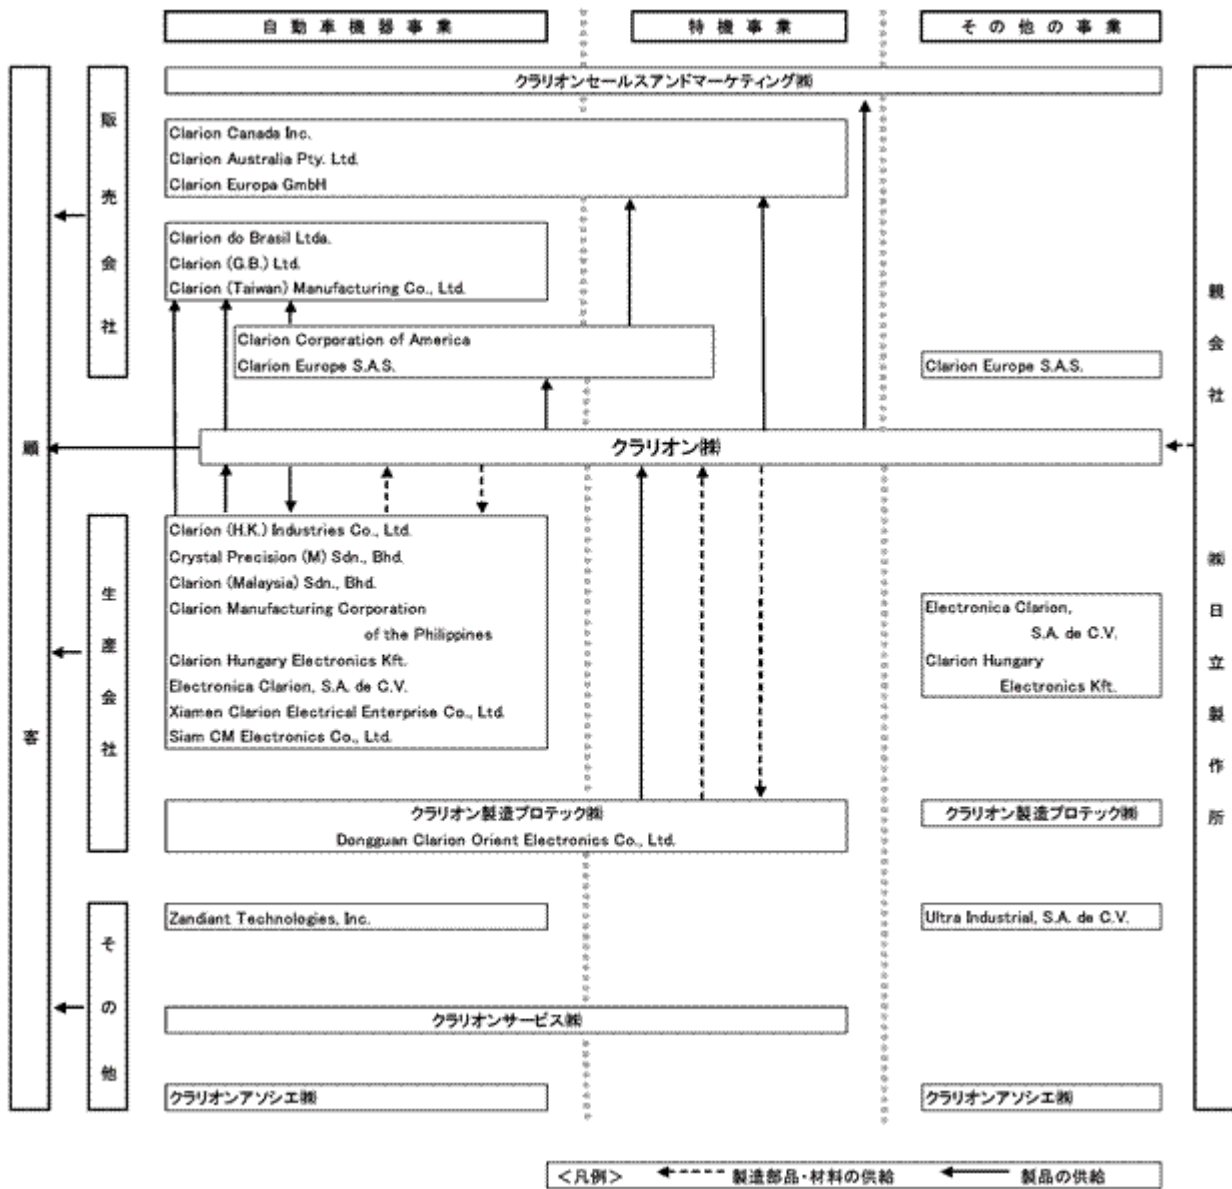 自動車機器事業
特機事業
その他の事業
顧客
販売会社
クラリオンセールスアンドマーケティング㈱
Clarion Canada Inc.
Clarion Australia Pty. Ltd.
Clarion Europa GmbH
Clarion do Brasil Ltda.
Clarion (G.B.) Ltd.
Clarion (Taiwan) Manufacturing Co., Ltd.
Clarion Corporation of America
Clarion Europe S.A.S.
Clarion Europe S.A.S.
クラリオン㈱
生産会社
Clarion (H.K.) Industries Co., Ltd.
Crystal Precision (M) Sdn., Bhd.
Clarion (Malaysia) Sdn., Bhd.
Clarion Manufacturing Corporation
of the Philippines
Clarion Hungary Electronics Kft.
Electronica Clarion, S.A. de C.V.
Xiamen Clarion Electrical Enterprise Co., Ltd.
Siam CM Electronics Co., Ltd.
Electronica Clarion,
S.A. de C.V.
Clarion Hungary
Electronics Kft.
クラリオン製造プロテック㈱
Dongguan Clarion Orient Electronics Co., Ltd.
クラリオン製造プロテック㈱
その他
Zandiant Technologies, Inc.
Ultra Industrial, S.A. de C.V.
クラリオンサービス㈱
クラリオンアソシエ㈱
クラリオンアソシエ㈱
親会社 ㈱日立製作所
＜凡例＞ 製造部品・材料の供給 製品の供給